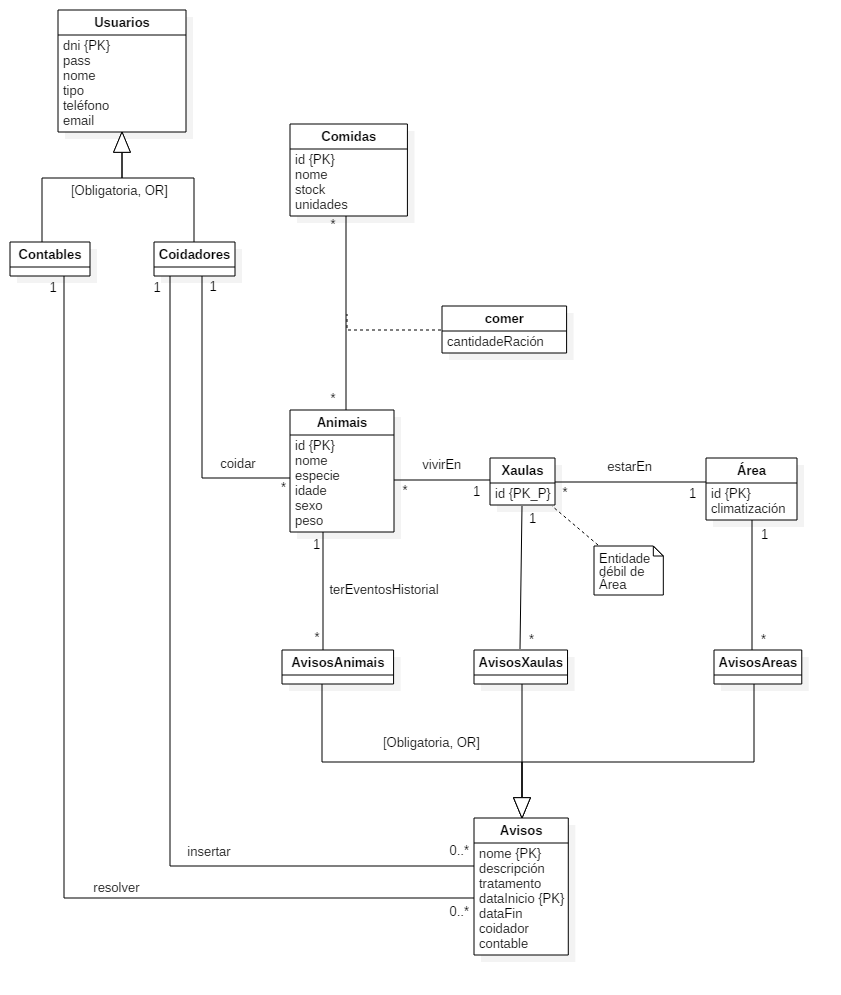 Usuarios
dni {PK}
pass
nome
tipo
teléfono
email
[Obligatoria, OR]
Comidas
id {PK}
nome
stock
unidades
*
Contables
Coidadores
1
1
1
comer
cantidadeRación
*
Animais
id {PK}
nome
especie
idade
sexo
peso
coidar
*
vivirEn
*
1
Xaulas
id {PK_P}
estarEn
*
1
Área
id {PK}
climatización
1
1
1
Entidade
débil de
Área
terEventosHistorial
*
*
*
AvisosAnimais
AvisosXaulas
AvisosAreas
[Obligatoria, OR]
Avisos
nome {PK}
descripción
tratamento
dataInicio {PK}
dataFin
coidador
contable
insertar
0..*
resolver
0..*